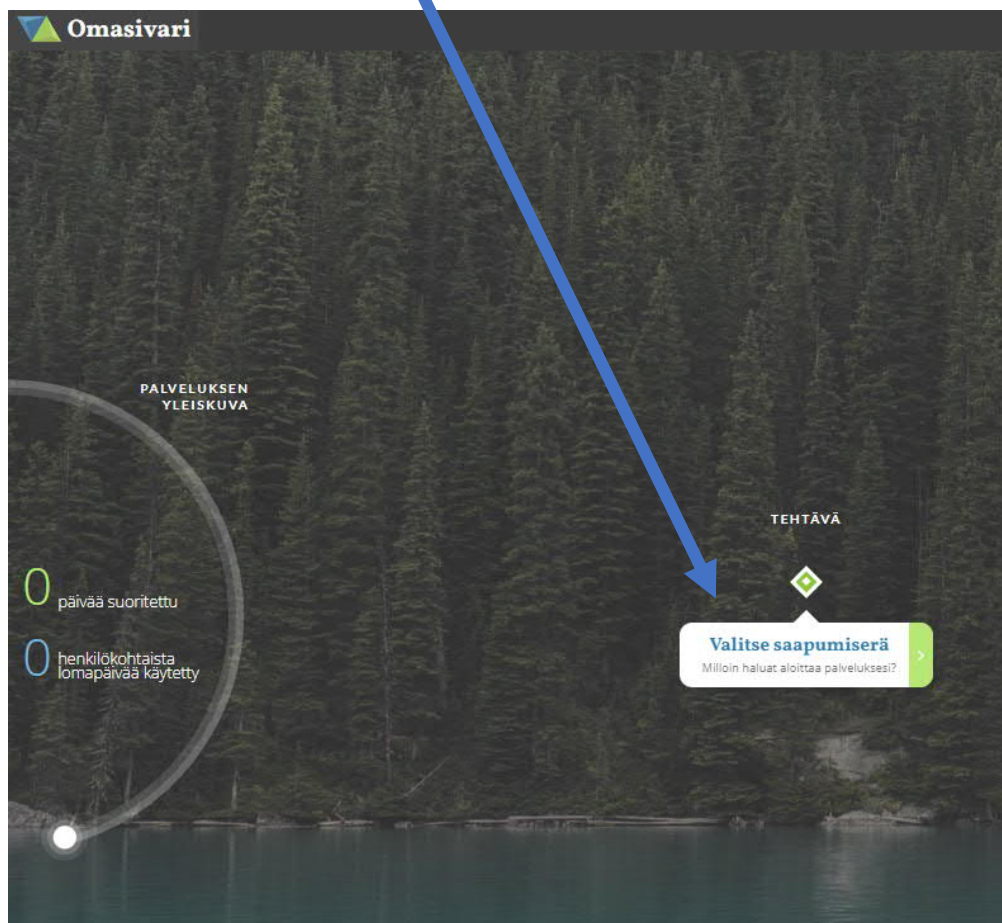 Omasivari
PALVELUKSEN
YLEISKUVA
TEHTÄVÄ
0 päivää suoritettu
Valitse saapumiserä
Milloin haluat aloittaa palveluksesi?
0 henkilökohtaista
lomapäivää käytetty